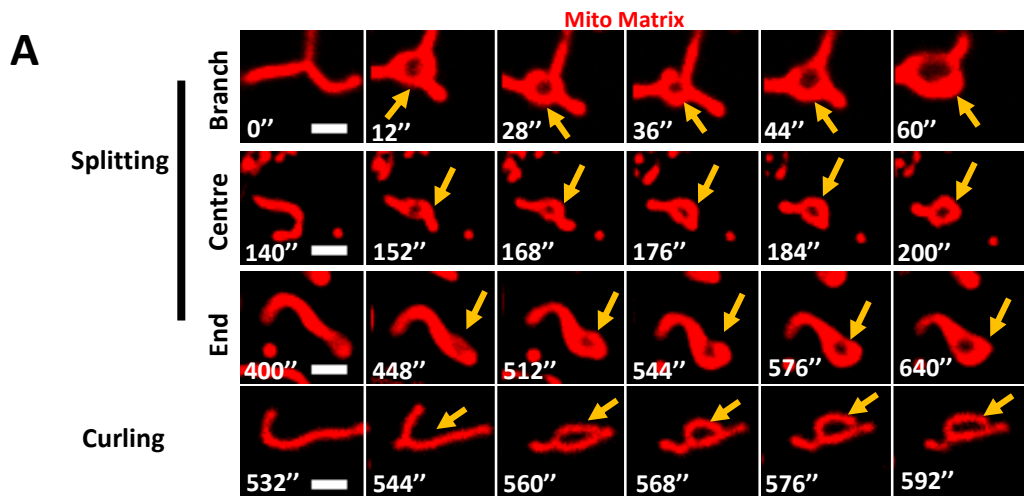 Mito Matrix
A
Splitting
Branch
0’’ 12’’ 28’’ 36’’ 44’’ 60’’
Centre
140’’ 152’’ 168’’ 176’’ 184’’ 200’’
End
400’’ 448’’ 512’’ 544’’ 576’’ 640’’
Curling
532’’ 544’’ 560’’ 568’’ 576’’ 592’’